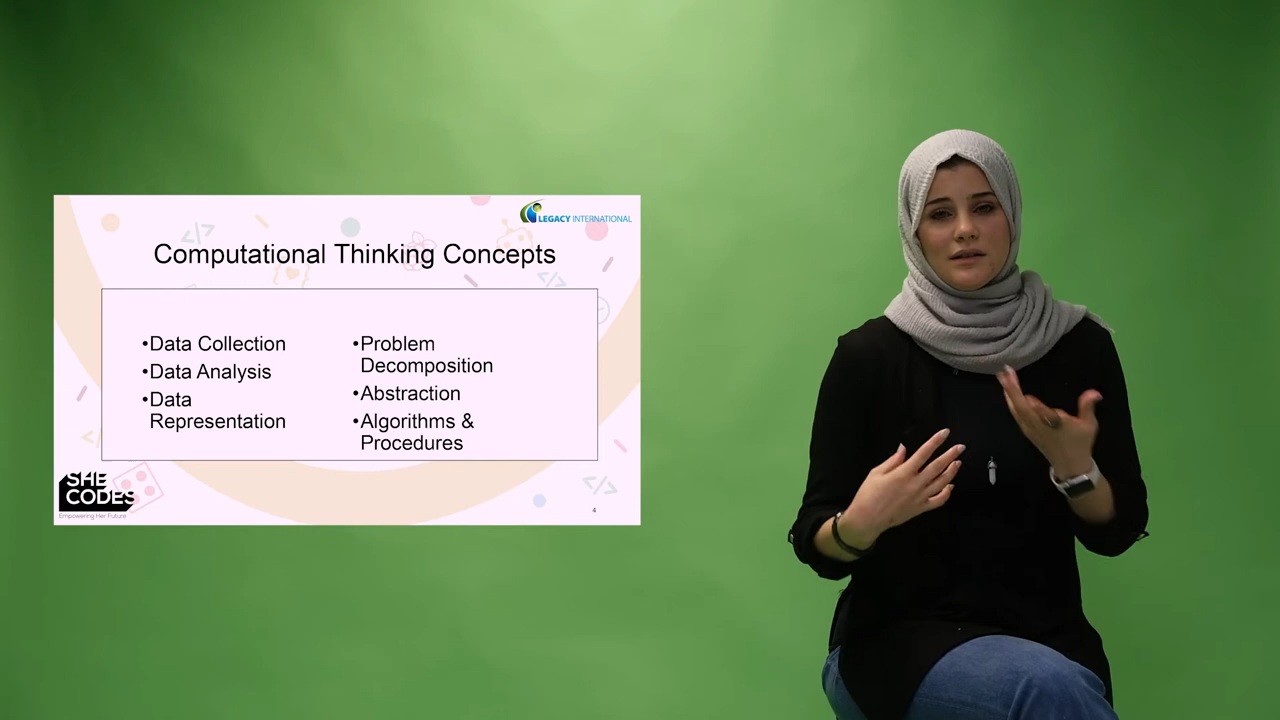 LEGACY INTERNATIONAL
Computational Thinking Concepts
•Data Collection
•Data Analysis
•Data
Representation
•Problem
Decomposition
•Abstraction
•Algorithms &
Procedures
SHE
CODES
Empowering Her Future
4